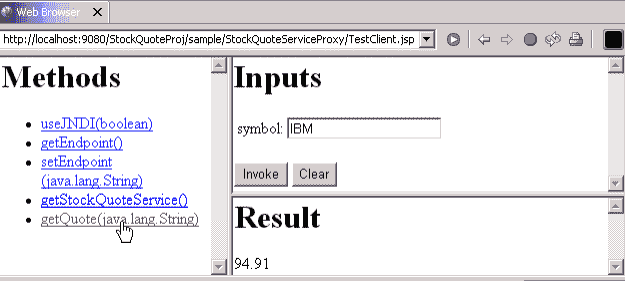 Web Browser
http://localhost:9080/StockQuoteProj/sample/StockQuoteServiceProxy/TestClient.jsp
Methods
useJNDI(boolean)
getEndpoint()
setEndpoint
(java.lang.String)
getStockQuoteService()
getQuote(java.lang.String)
Inputs
symbol: IBM
Invoke Clear
Result
94.91